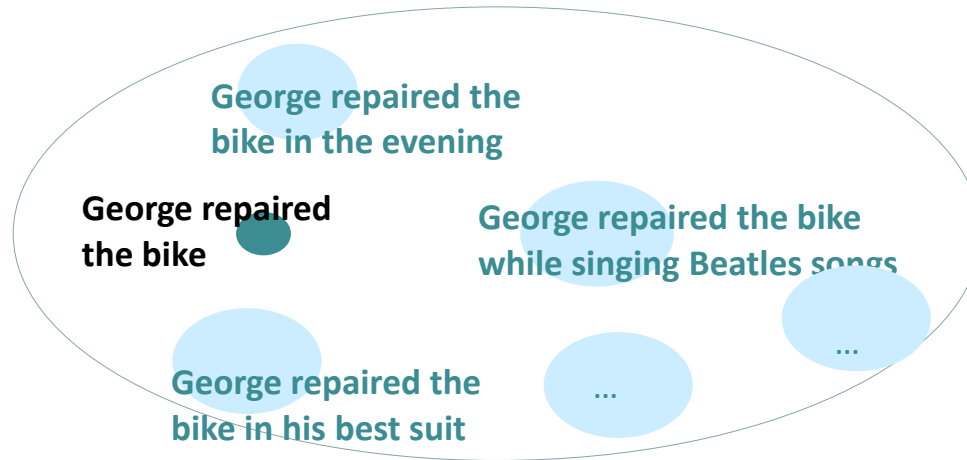 George repaired the
bike in the evening
George repaired
the bike
George repaired the bike
while singing Beatles songs
...
...
George repaired the
bike in his best suit